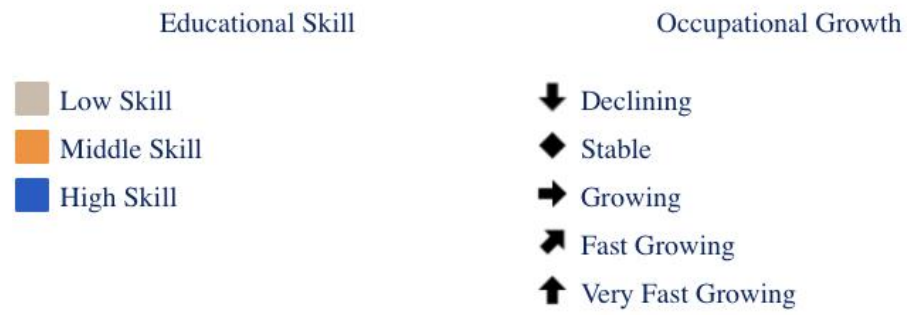 Educational Skill
Low Skill
Middle Skill
High Skill
Occupational Growth
Declining
Stable
Growing
Fast Growing
Very Fast Growing